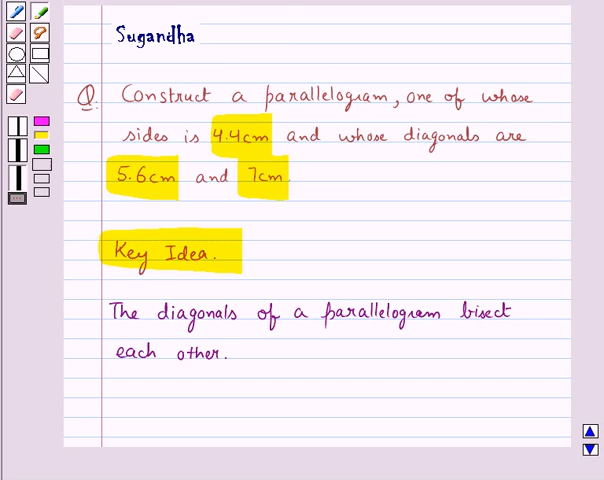 Sugandha
Q. Construct a parallelogram, one of whose
sides is 4.4cm and whose diagonals are
5.6cm and 7cm.
Key Idea.
The diagonals of a parallelogram bisect
each other.